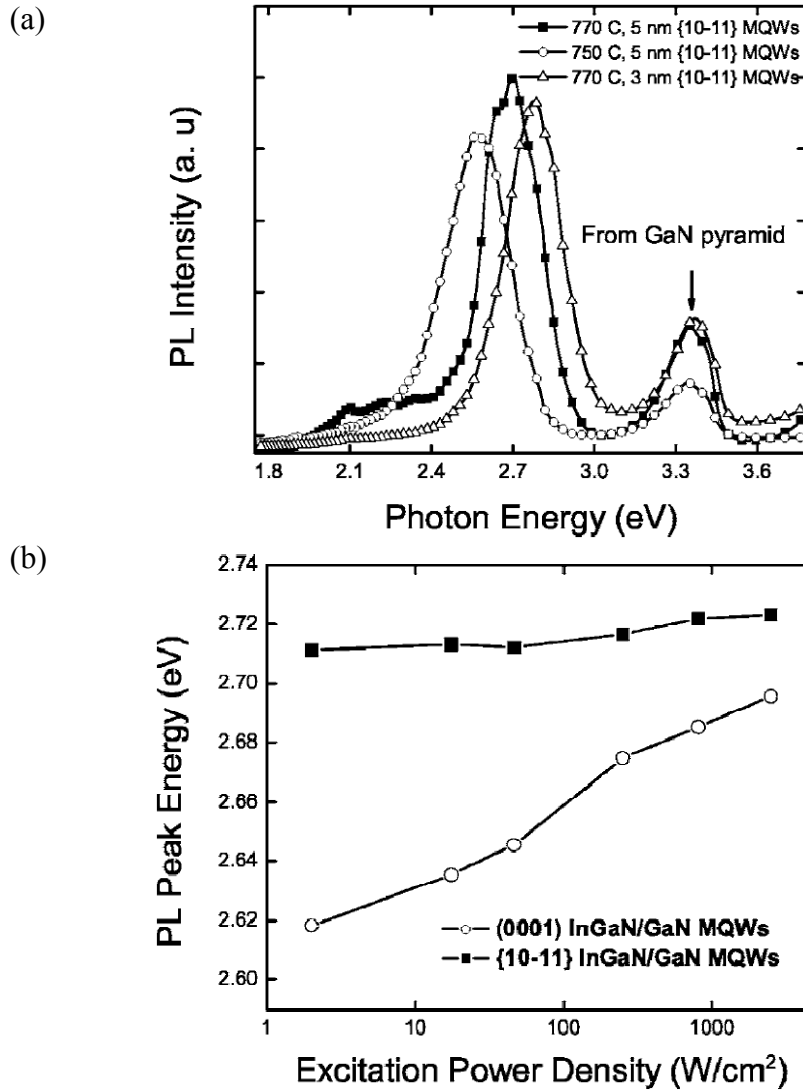 (a)
770 C, 5 nm {10-11} MQWs
750 C, 5 nm {10-11} MQWs
770 C, 3 nm {10-11} MQWs
From GaN pyramid
PL Intensity (a. u)
1.8 2.1 2.4 2.7 3.0 3.3 3.6
Photon Energy (eV)
(b)
2.74
2.72
2.70
2.68
2.66
2.64
2.62
2.60
PL Peak Energy (eV)
(0001) InGaN/GaN MQWs
{10-11} InGaN/GaN MQWs
1 10 100 1000
Excitation Power Density (W/cm²)